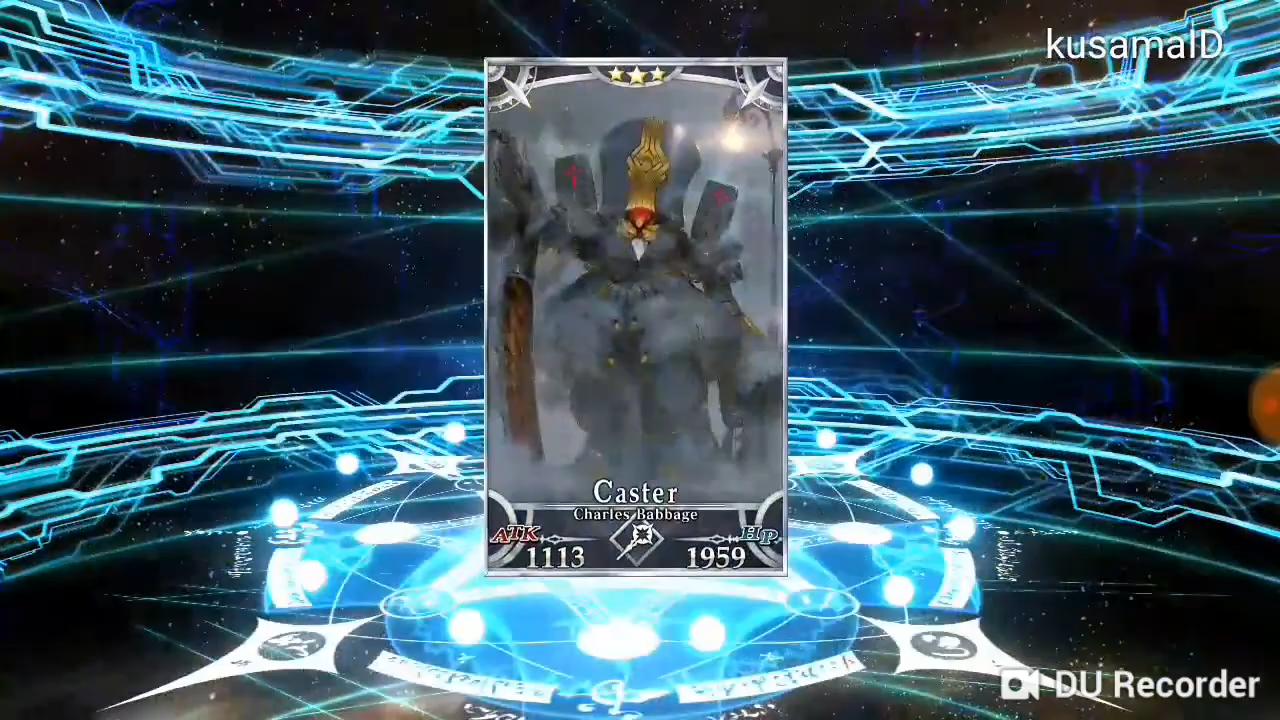 kusamaID
Caster
Charles Babbage
ATK
HP
1113
1959
DU Recorder